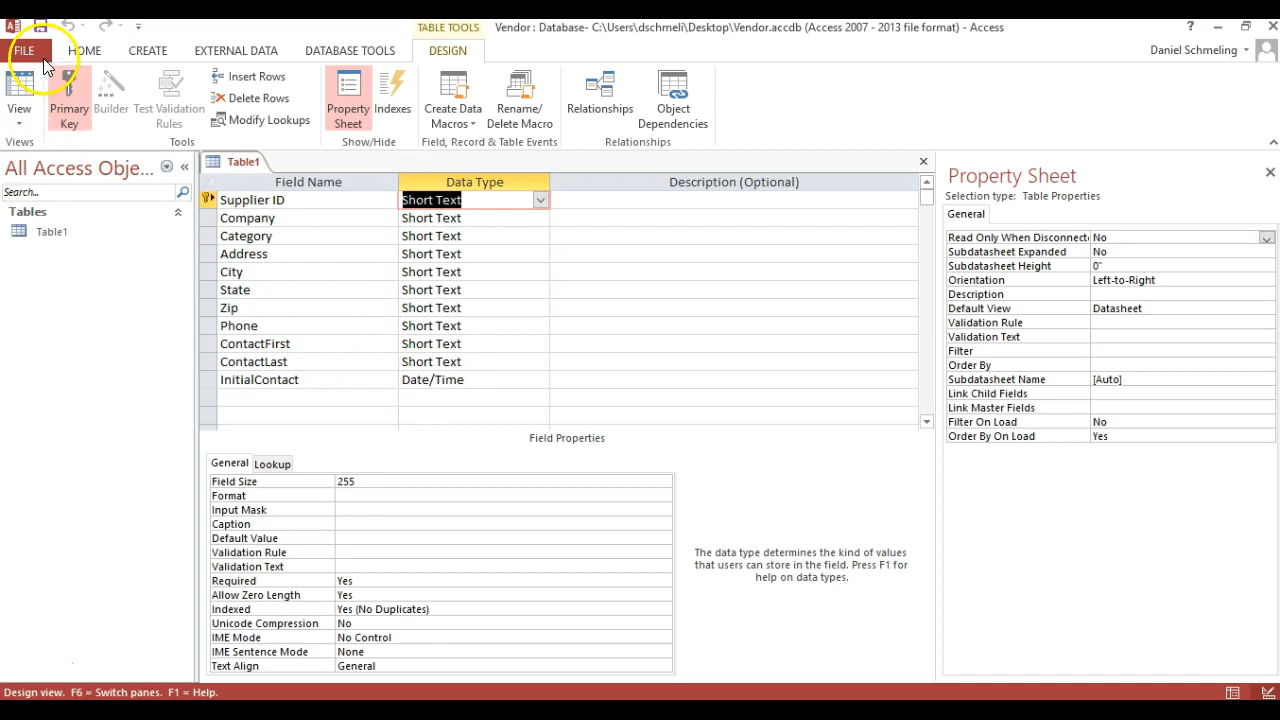 TABLE TOOLS
Vendor : Database- C:\Users\dschmeli\Desktop\Vendor.accdb (Access 2007 - 2013 file format) - Access
?
FILE
HOME
CREATE
EXTERNAL DATA
DATABASE TOOLS
DESIGN
Daniel Schmeling
View
Primary
Key
Builder
Test Validation
Rules
Insert Rows
Delete Rows
Modify Lookups
Property
Sheet
Indexes
Create Data
Macros
Rename/
Delete Macro
Relationships
Object
Dependencies
Views
Tools
Show/Hide
Field, Record & Table Events
Relationships
All Access Obje...
Search...
Tables
Table1
Table1
Field Name
Data Type
Description (Optional)
Supplier ID
Short Text
Company
Short Text
Category
Short Text
Address
Short Text
City
Short Text
State
Short Text
Zip
Short Text
Phone
Short Text
ContactFirst
Short Text
ContactLast
Short Text
InitialContact
Date/Time
Field Properties
General
Lookup
Field Size
255
Format
Input Mask
Caption
Default Value
Validation Rule
Validation Text
Required
Yes
Allow Zero Length
Yes
Indexed
Yes (No Duplicates)
Unicode Compression
No
IME Mode
No Control
IME Sentence Mode
None
Text Align
General
The data type determines the kind of values
that users can store in the field. Press F1 for
help on data types.
Property Sheet
Selection type: Table Properties
General
Read Only When Disconnect
No
Subdatasheet Expanded
No
Subdatasheet Height
0"
Orientation
Left-to-Right
Description
Default View
Datasheet
Validation Rule
Validation Text
Filter
Order By
Subdatasheet Name
[Auto]
Link Child Fields
Link Master Fields
Filter On Load
No
Order By On Load
Yes
Design view. F6 = Switch panes. F1 = Help.